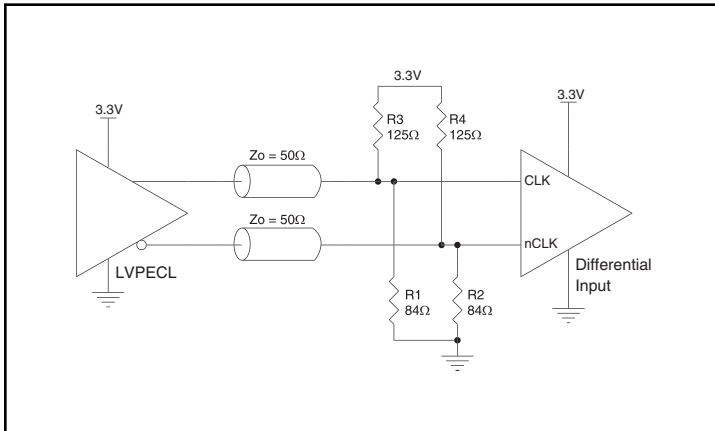 3.3V
3.3V
3.3V
R3
125Ω
R4
125Ω
Zo = 50Ω
CLK
Zo = 50Ω
nCLK
LVPECL
Differential
Input
R1
84Ω
R2
84Ω